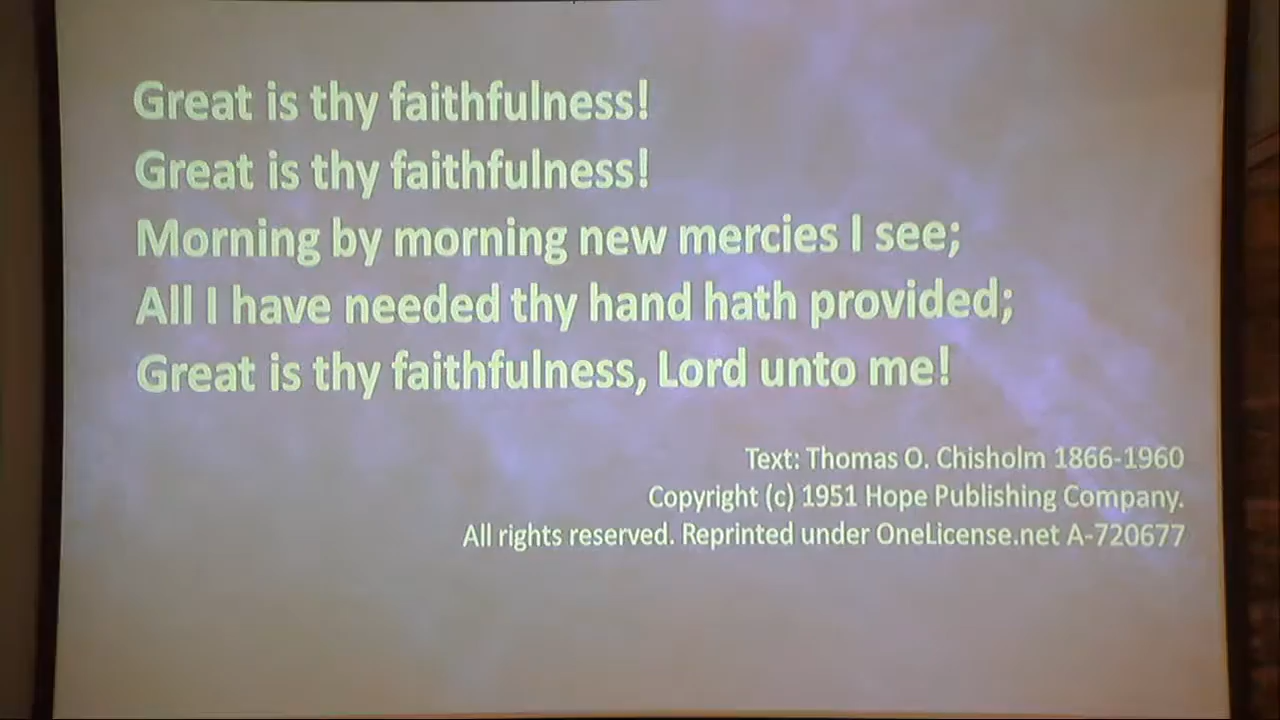 Great is thy faithfulness!
Great is thy faithfulness!
Morning by morning new mercies I see;
All I have needed thy hand hath provided;
Great is thy faithfulness, Lord unto me!
Text: Thomas O. Chisholm 1866-1960
Copyright (c) 1951 Hope Publishing Company.
All rights reserved. Reprinted under OneLicense.net A-720677